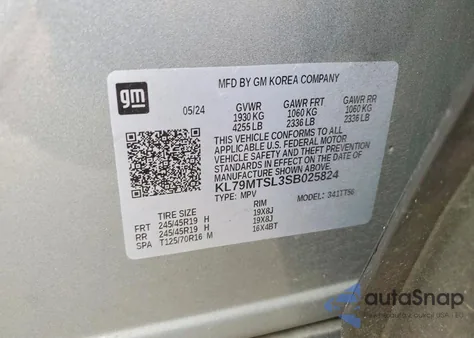 gm
MFD BY GM KOREA COMPANY
05/24 GVWR GAWR FRT GAWR RR
1930 KG 1060 KG 1060 KG
4255 LB 2336 LB 2336 LB
THIS VEHICLE CONFORMS TO ALL
APPLICABLE U.S. FEDERAL MOTOR
VEHICLE SAFETY, BUMPER, AND THEFT
PREVENTION STANDARDS IN EFFECT ON
THE DATE OF MANUFACTURE SHOWN ABOVE.
KL79MTSL3SB025824
TYPE: MPV MODEL:
TIRE SIZE RIM
FRT 245/45R19 H 19X8J
RR 245/45R19 H 19X8J
SPA T125/70R16 M 16X4BT
autaSnap